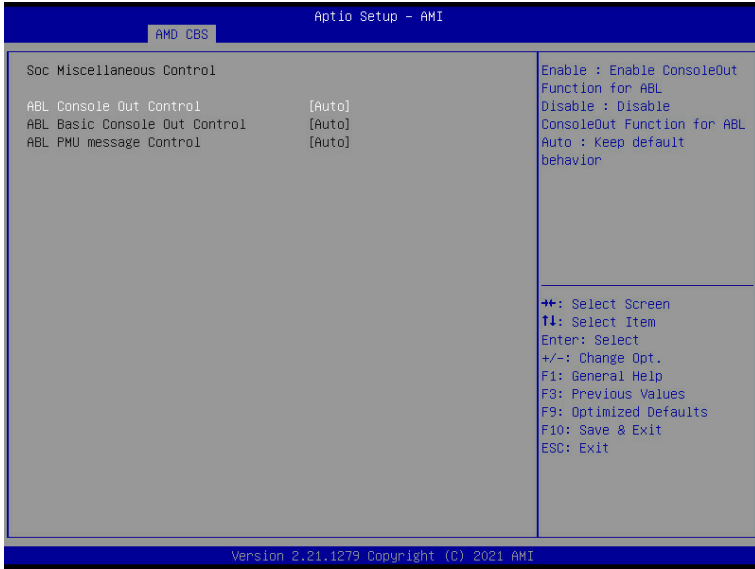 Aptio Setup – AMI
AMD CBS
Soc Miscellaneous Control
ABL Console Out Control [Auto]
ABL Basic Console Out Control [Auto]
ABL PMU message Control [Auto]
Enable : Enable ConsoleOut
Function for ABL
Disable : Disable
ConsoleOut Function for ABL
Auto : Keep default
behavior
→←: Select Screen
↑↓: Select Item
Enter: Select
+/-: Change Opt.
F1: General Help
F3: Previous Values
F9: Optimized Defaults
F10: Save & Exit
ESC: Exit
Version 2.21.1279 Copyright (C) 2021 AMI